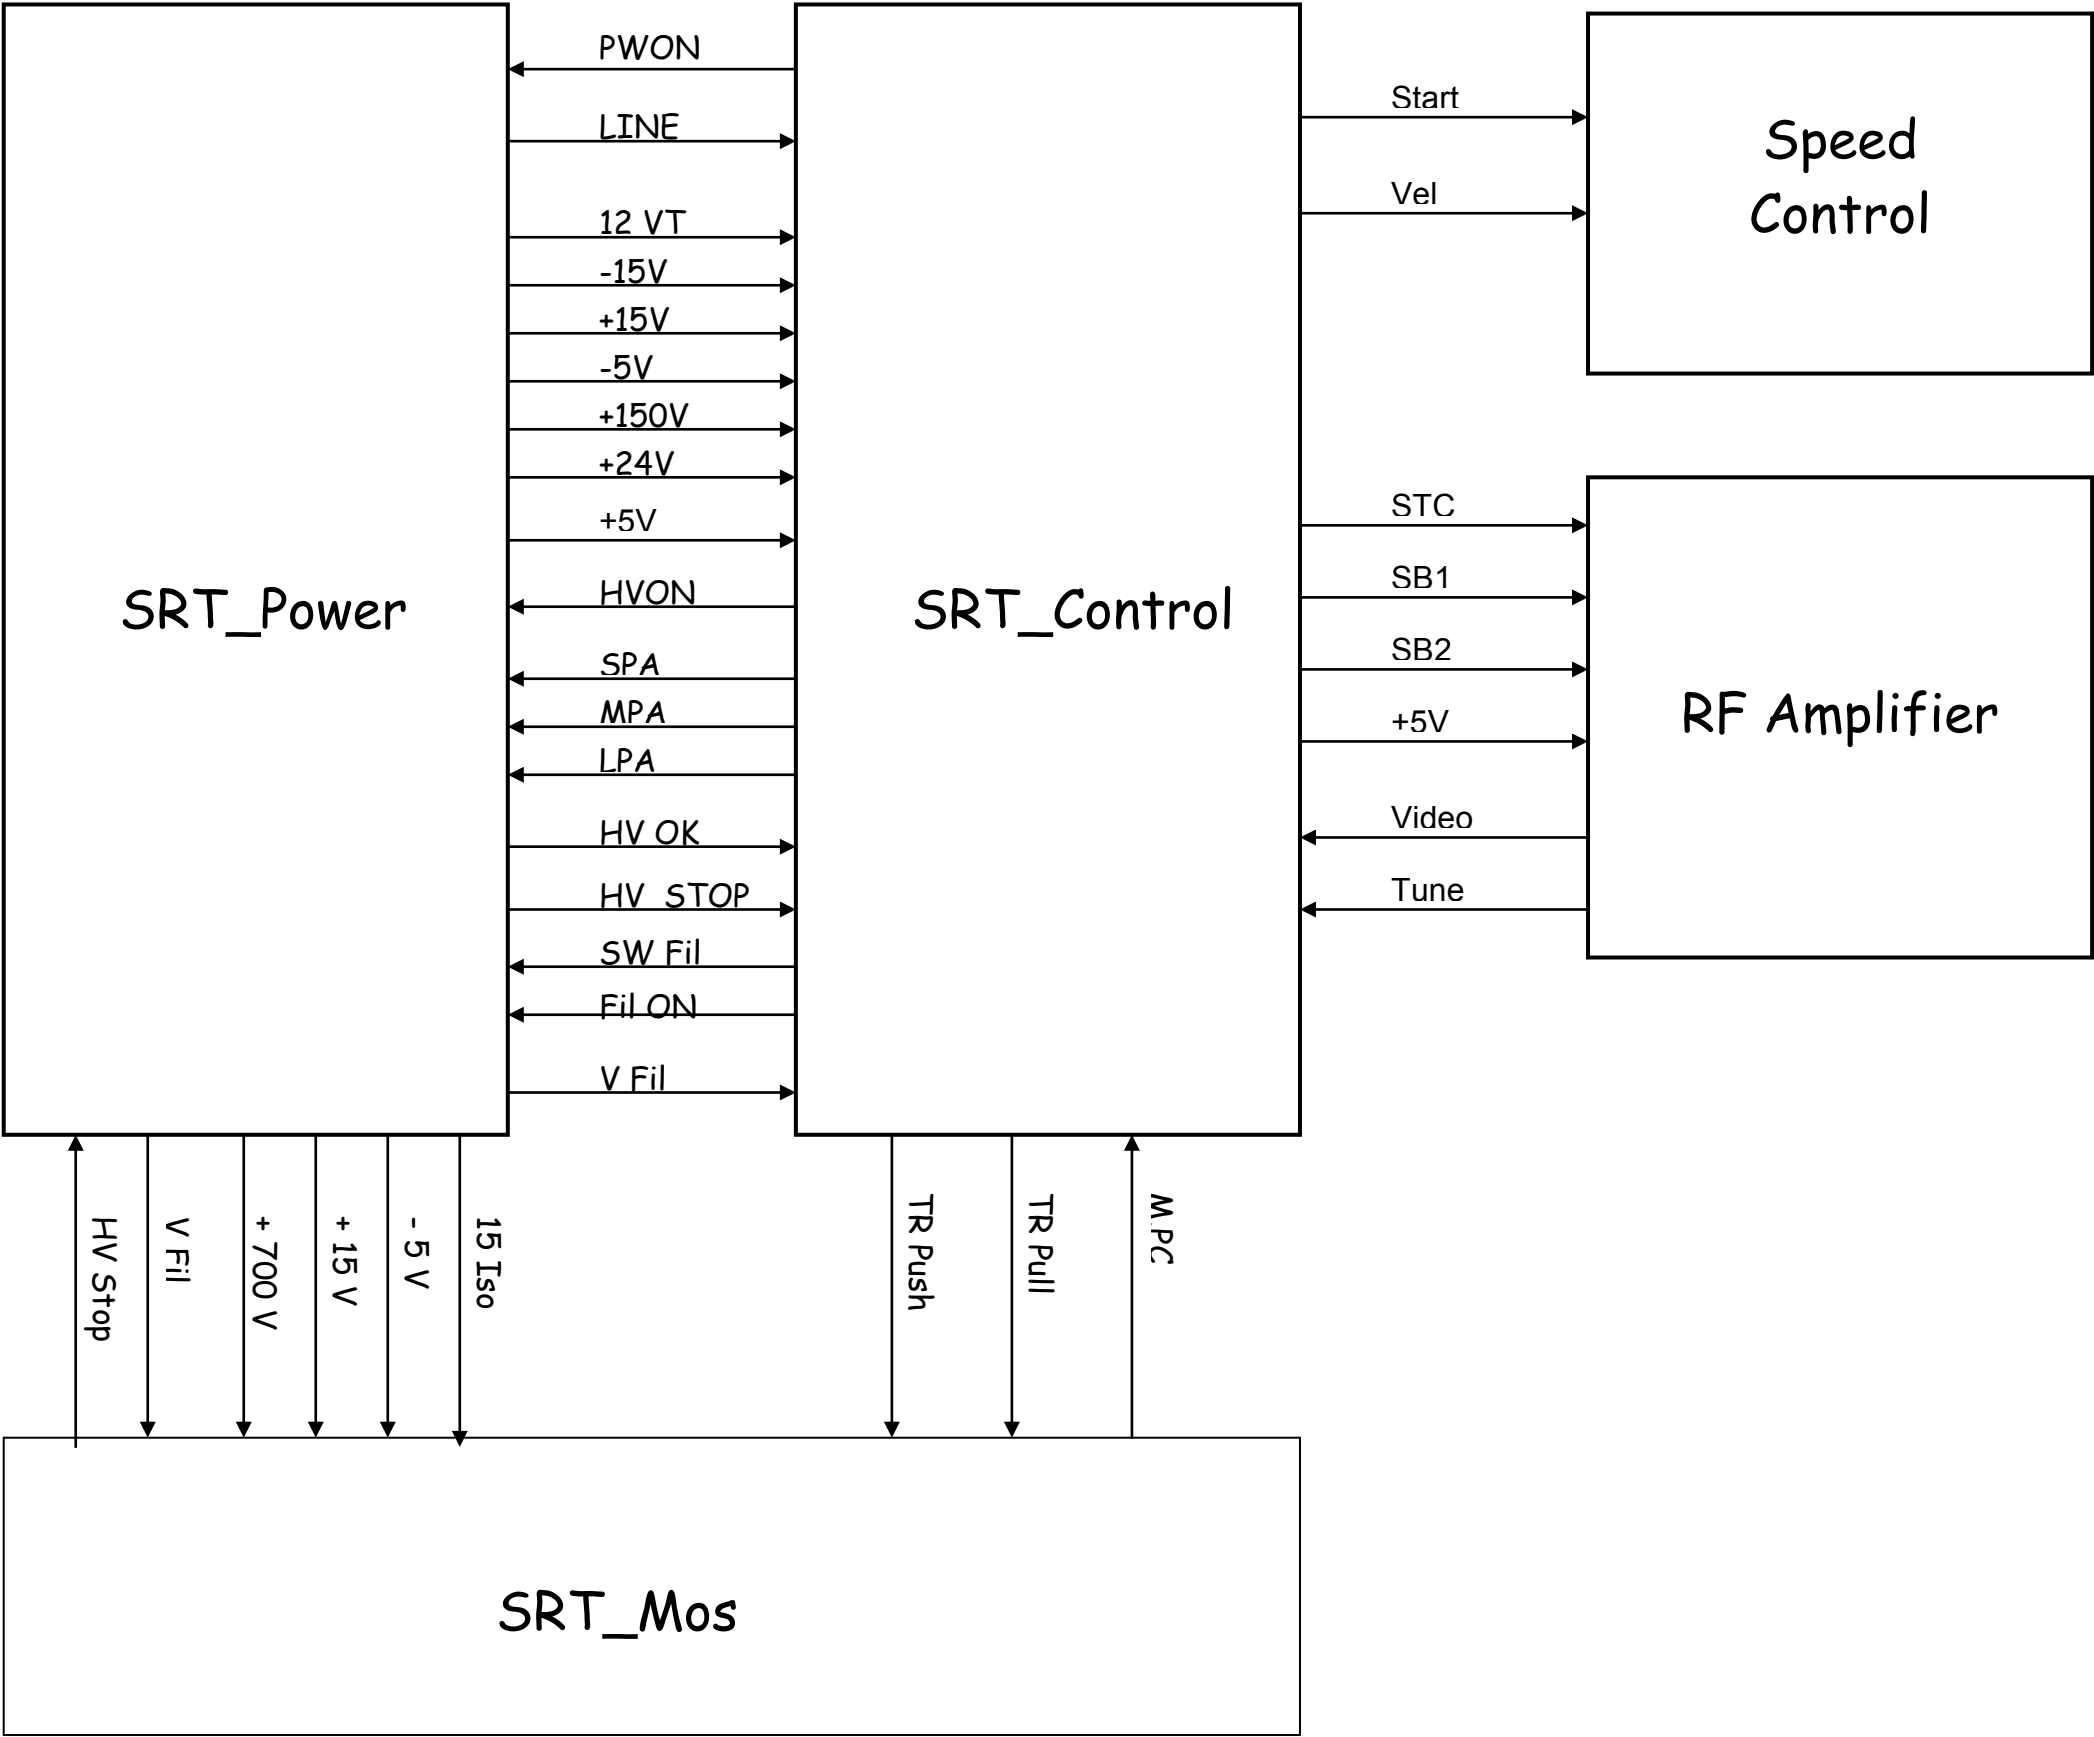 PWON
LINE
12 VT
-15V
+15V
-5V
+150V
+24V
+5V
HVON
SPA
MPA
LPA
HV OK
HV STOP
SW Fil
Fil ON
V Fil
SRT_Power
SRT_Control
Start
Vel
Speed
Control
STC
SB1
SB2
+5V
Video
Tune
RF Amplifier
HV Stop
V Fil
+ 700 V
+ 15 V
- 5 V
15 Iso
TR Push
TR Pull
M.PC
SRT_Mos